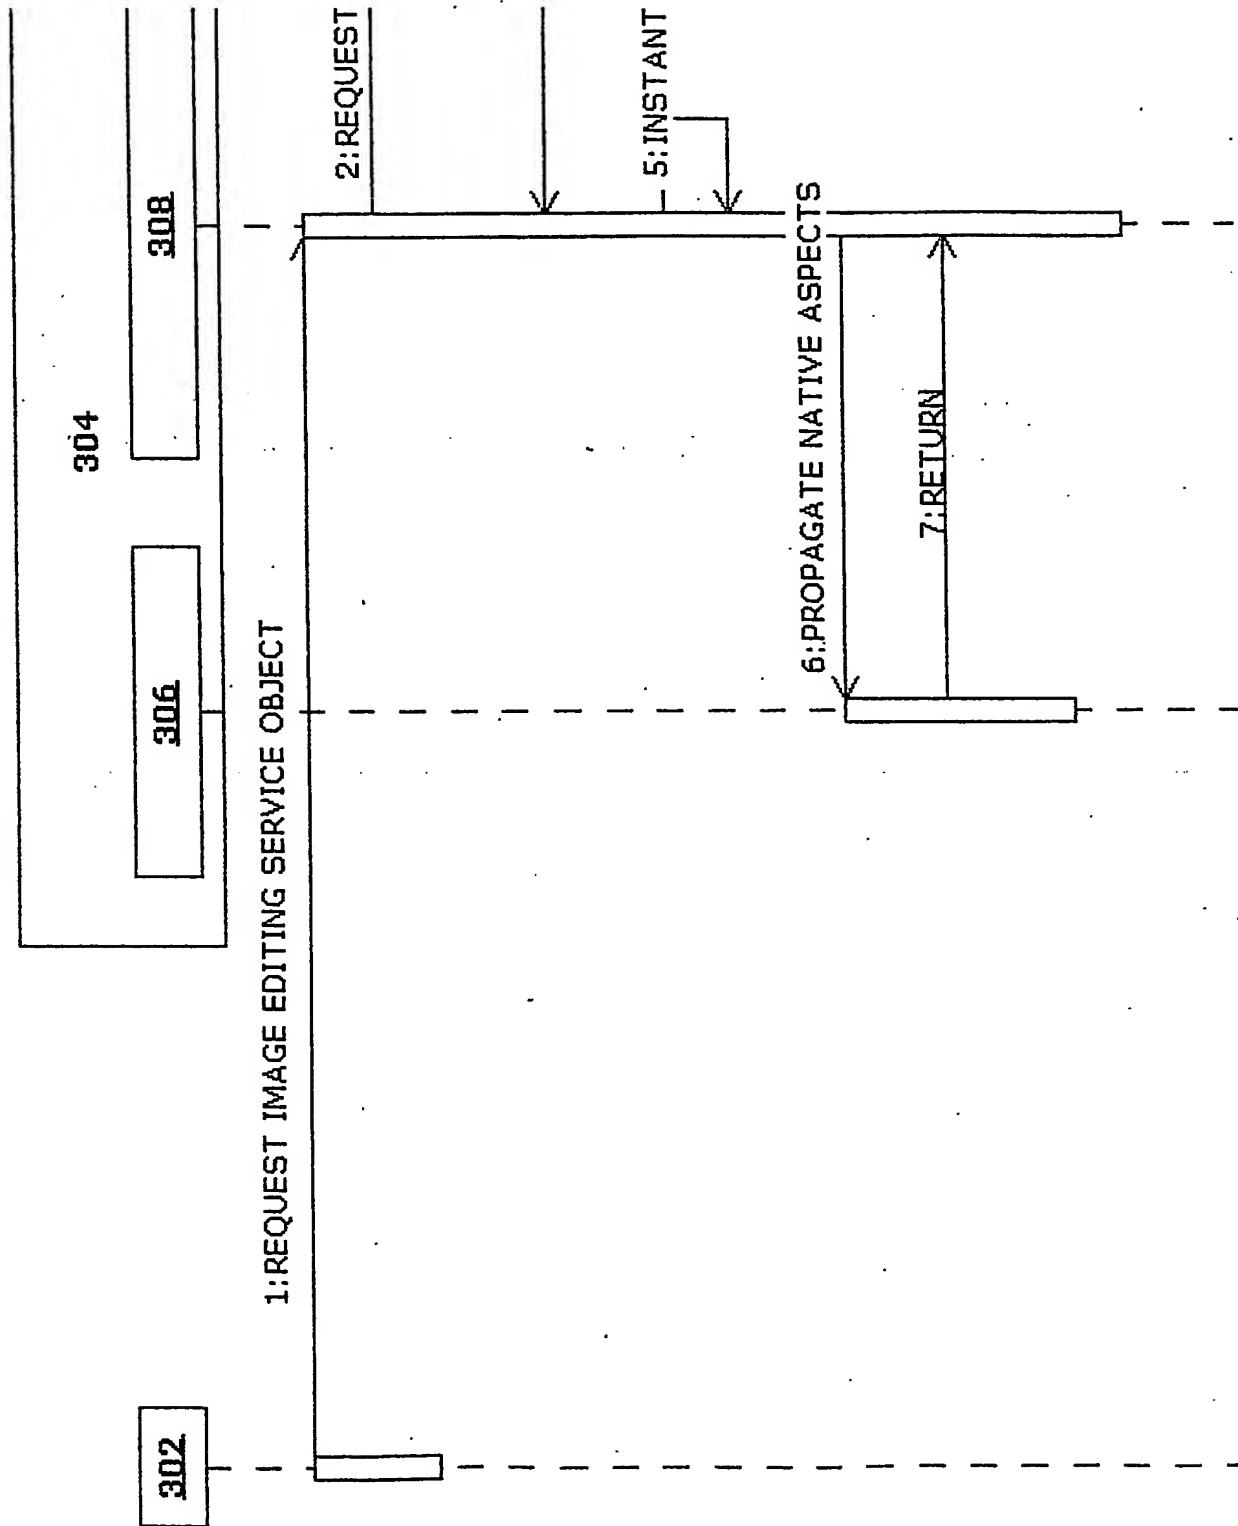 304
302
306
308
1:REQUEST IMAGE EDITING SERVICE OBJECT
2:REQUEST
5:INSTANT
6:PROPAGATE NATIVE ASPECTS
7:RETURN